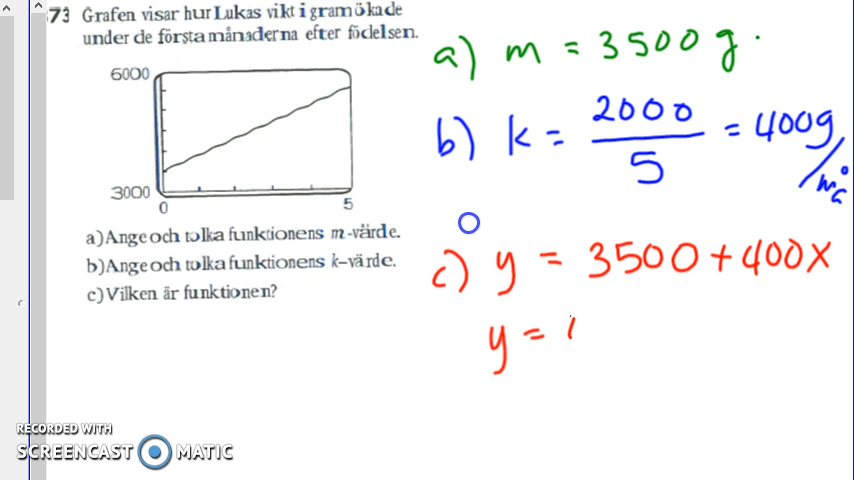 73 Grafen visar hur Lukas vikt i gram ökade
under de första månaderna efter födelsen.
6000
3000
0
5
a) Ange och tolka funktionens m-värde.
b) Ange och tolka funktionens k-värde.
c) Vilken är funktionen?
a) m = 3500 g.
b) k = 2000/5 = 400g/må
c) y = 3500 + 400x
y =
RECORDED WITH
SCREENCAST MATIC